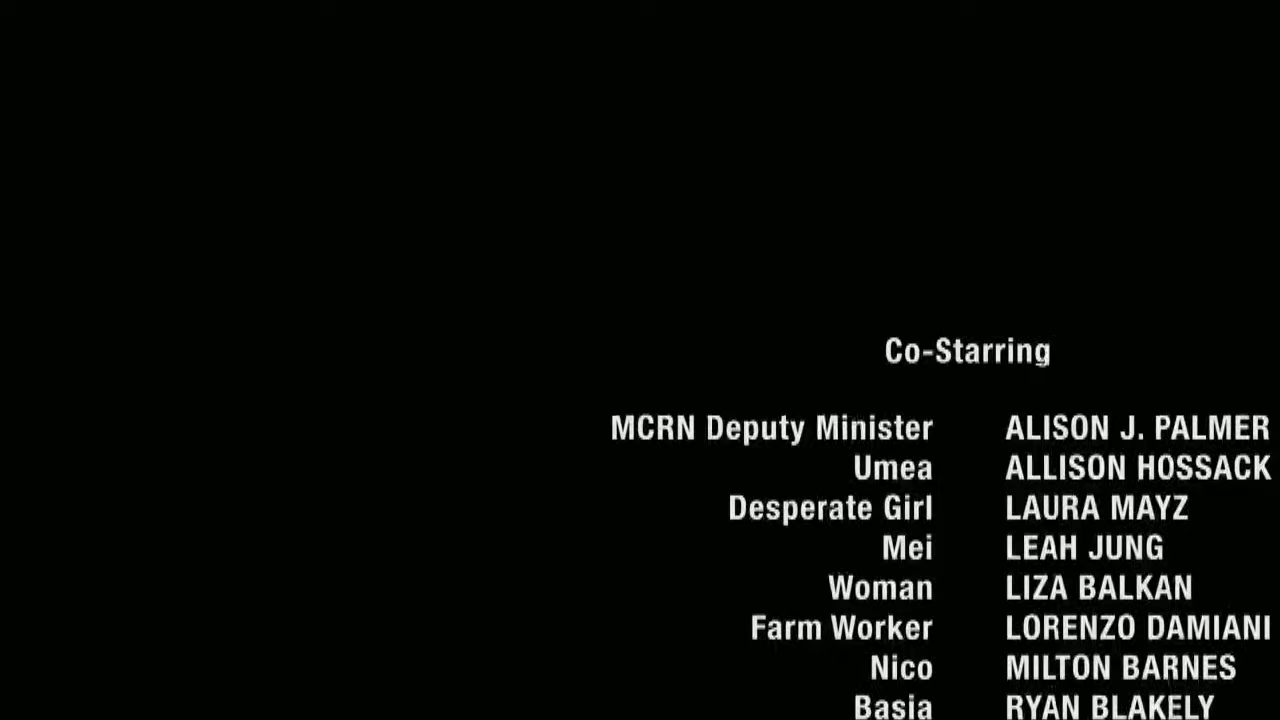 Co-Starring
MCRN Deputy Minister ALISON J. PALMER
Umea ALLISON HOSSACK
Desperate Girl LAURA MAYZ
Mei LEAH JUNG
Woman LIZA BALKAN
Farm Worker LORENZO DAMIANI
Nico MILTON BARNES
Basia RYAN BLAKELY